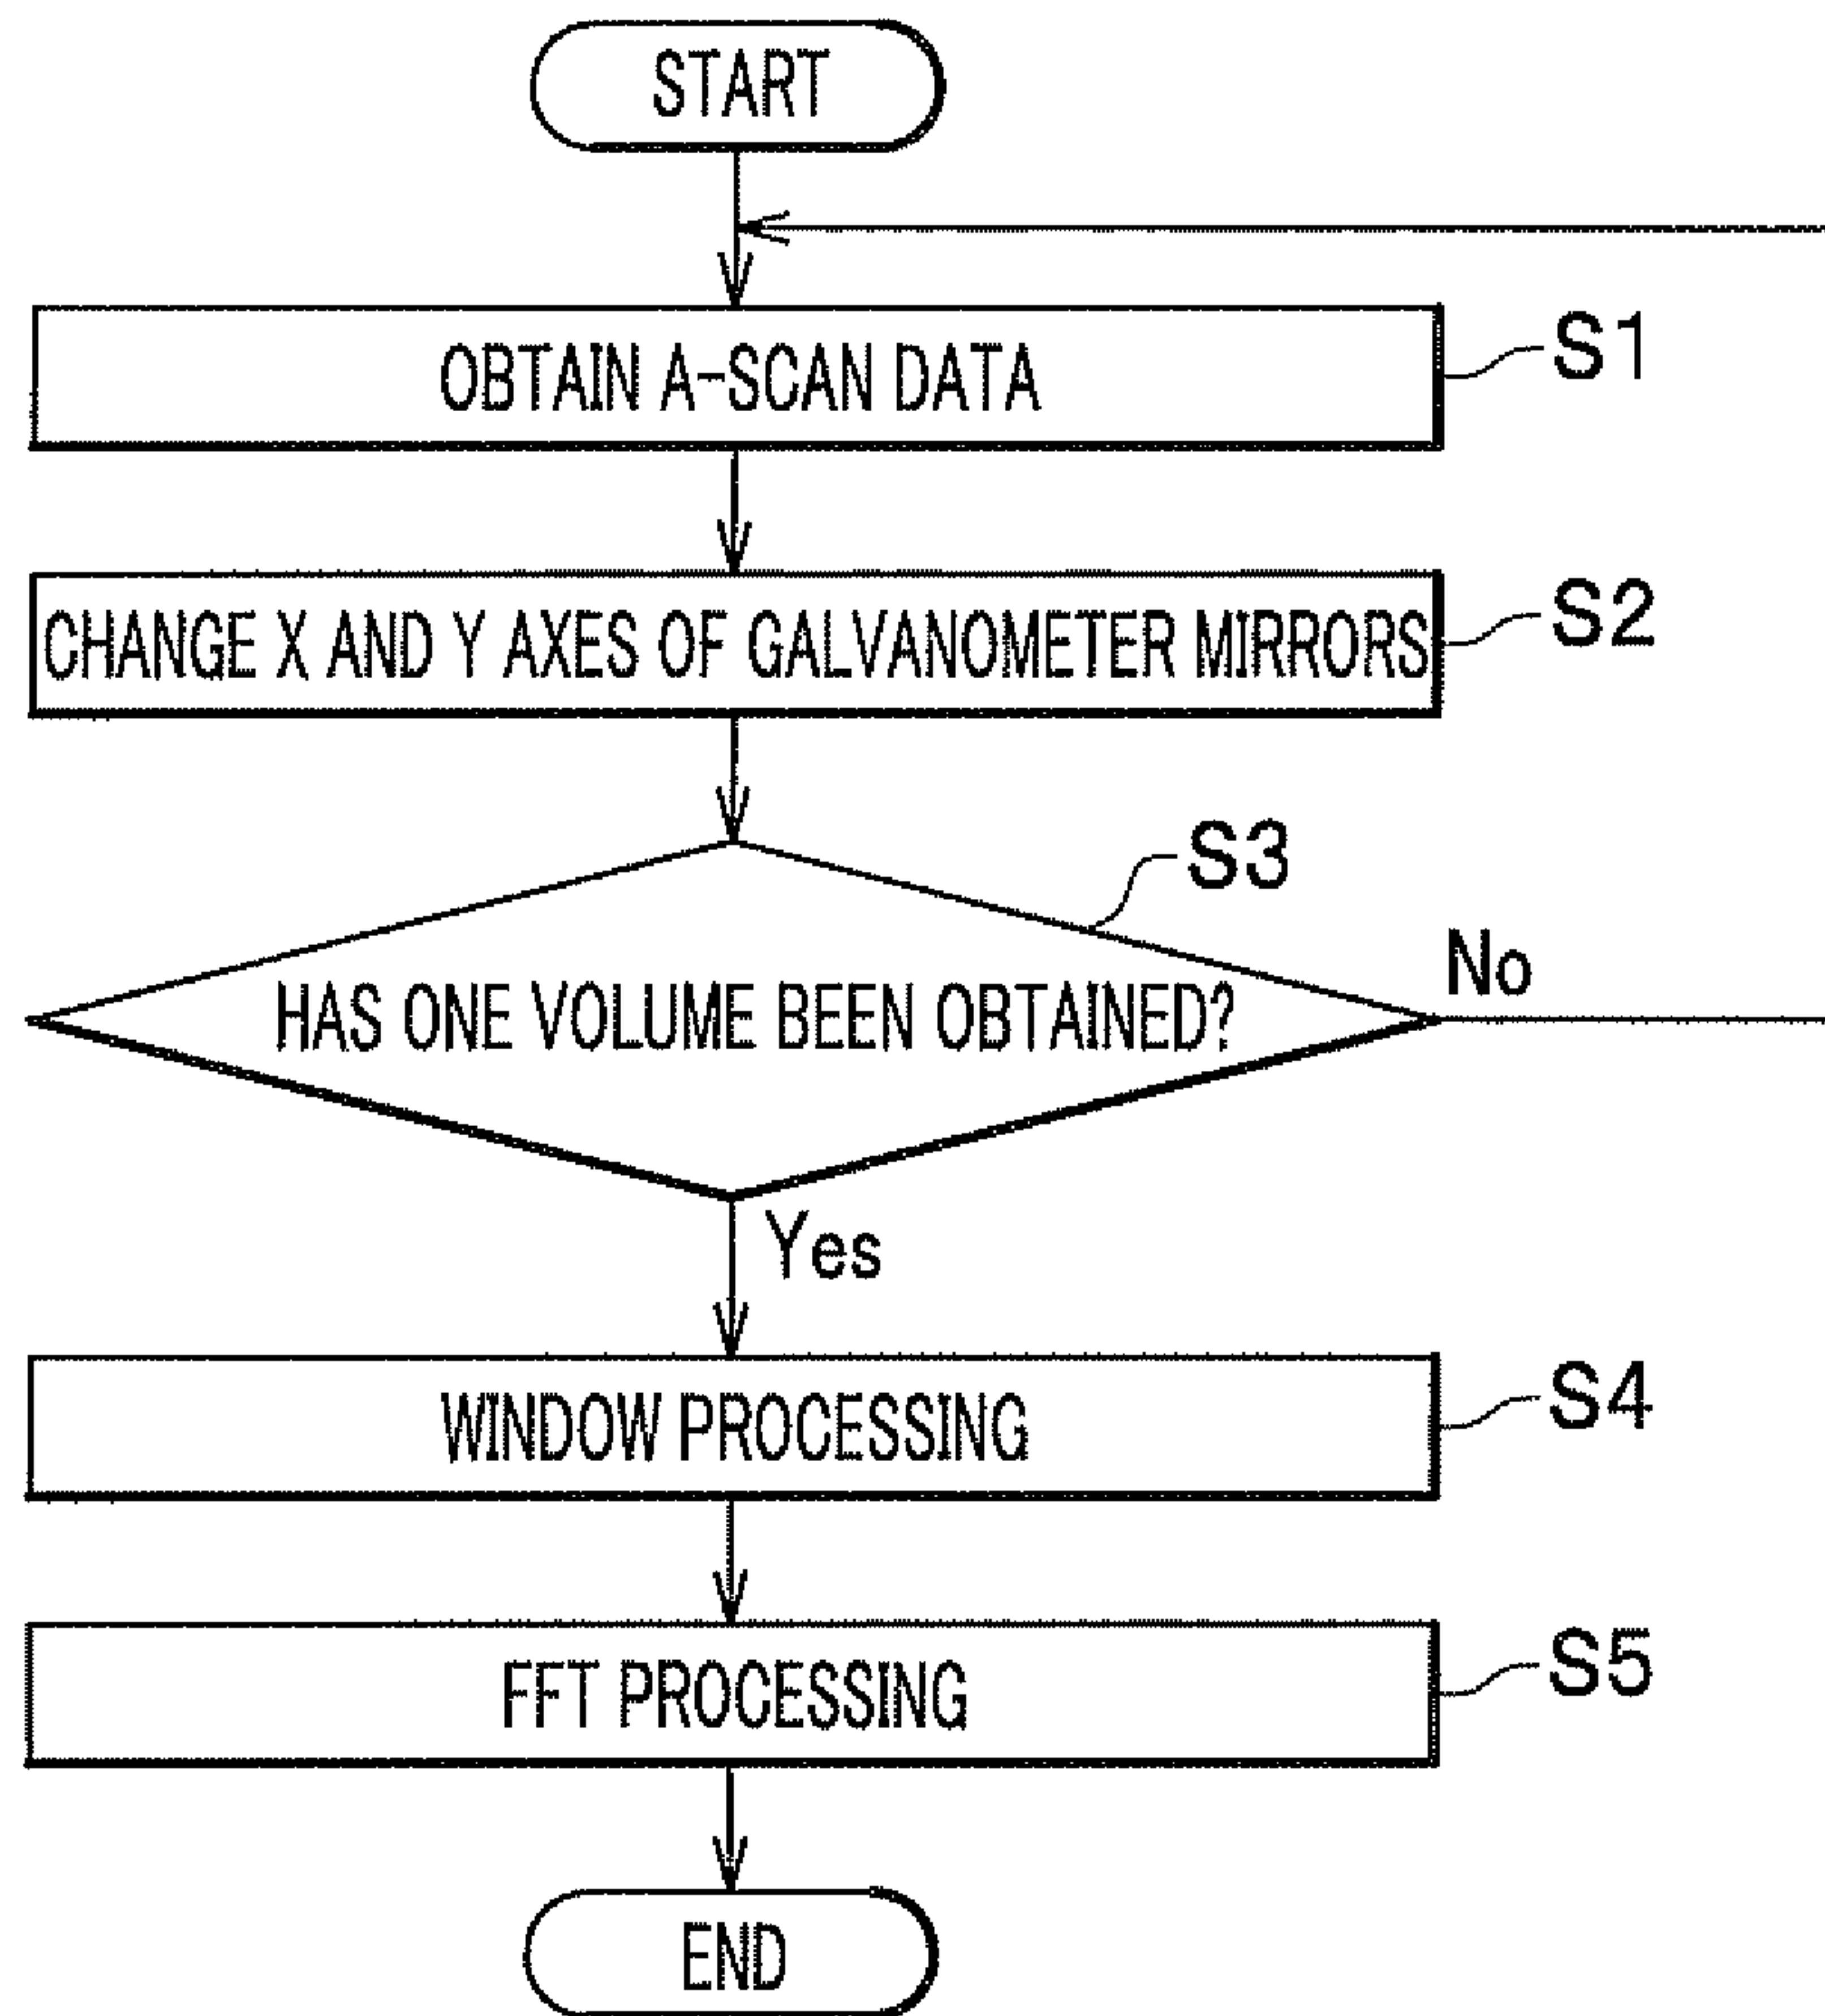 START
OBTAIN A-SCAN DATA
S1
CHANGE X AND Y AXES OF GALVANOMETER MIRRORS
S2
S3
HAS ONE VOLUME BEEN OBTAINED?
No
Yes
WINDOW PROCESSING
S4
FFT PROCESSING
S5
END